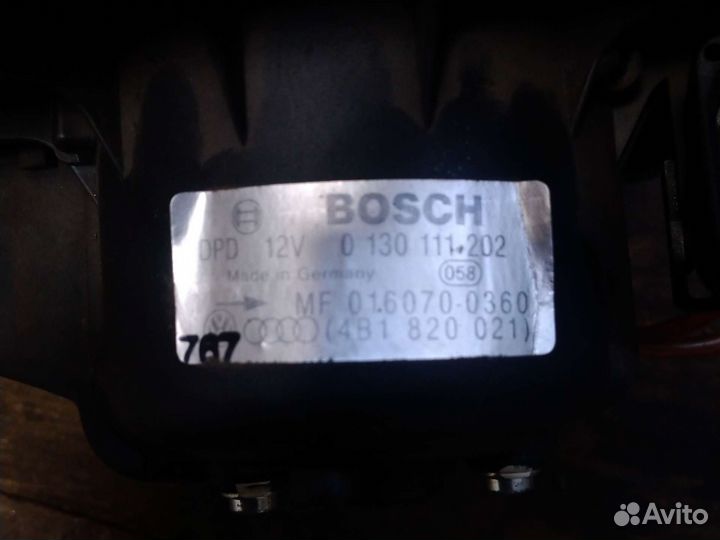 BOSCH
DPD 12V 0 130 111 202
Made in Germany 058
MF 016070-0360
(4B1 820 021)
767
Avito